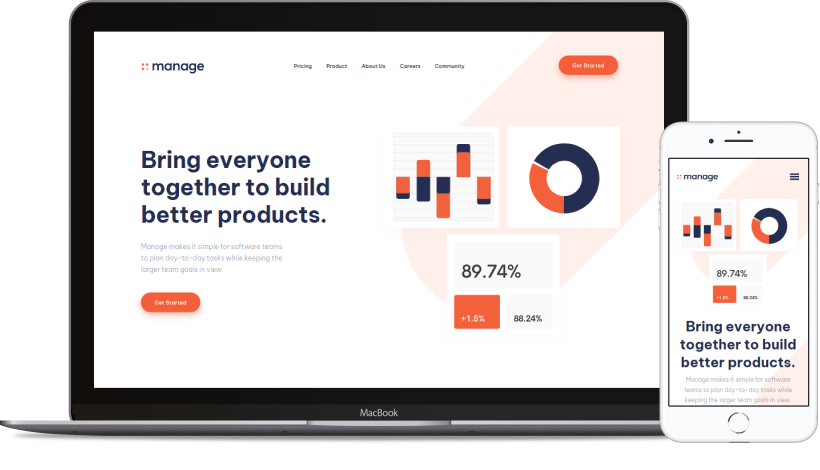 manage
Pricing Product About Us Careers Community
Get Started
Bring everyone
together to build
better products.
Manage makes it simple for software teams
to plan day-to-day tasks while keeping the
larger team goals in view.
Get Started
89.74%
+1.5%
88.24%
MacBook
manage
89.74%
+1.5%
88.24%
Bring everyone
together to build
better products.
Manage makes it simple for software
teams to plan day-to-day tasks while
keeping the larger team goals in view.